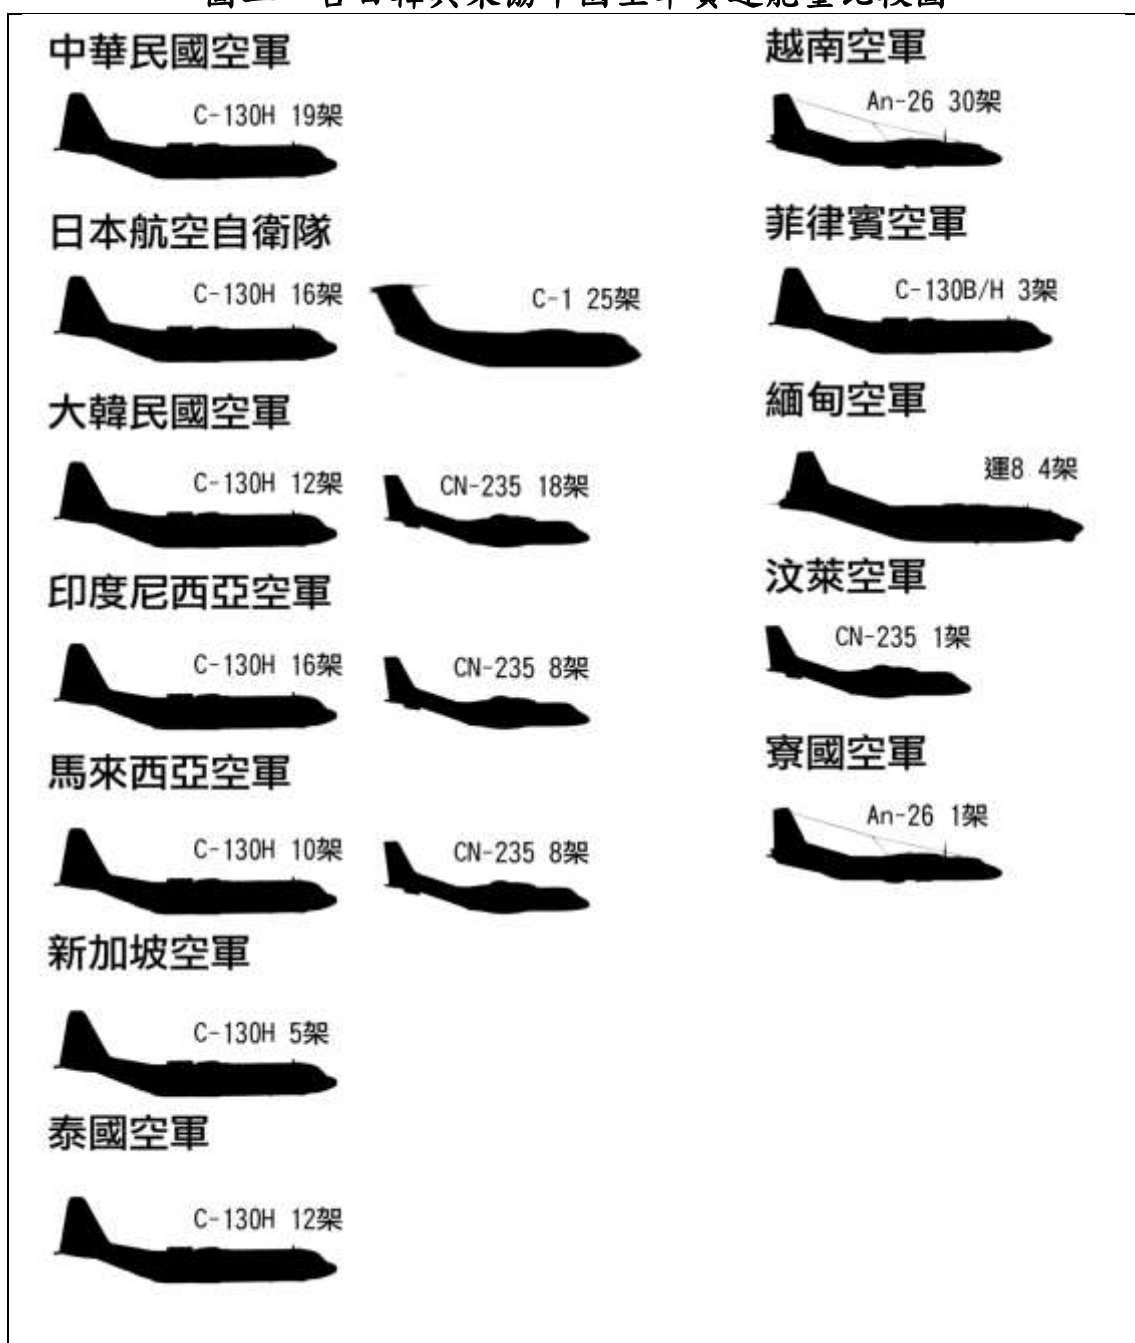 中華民國空軍
C-130H 19架
日本航空自衛隊
C-130H 16架
C-1 25架
大韓民國空軍
C-130H 12架
CN-235 18架
印度尼西亞空軍
C-130H 16架
CN-235 8架
馬來西亞空軍
C-130H 10架
CN-235 8架
新加坡空軍
C-130H 5架
泰國空軍
C-130H 12架
越南空軍
An-26 30架
菲律賓空軍
C-130B/H 3架
緬甸空軍
運8 4架
汶萊空軍
CN-235 1架
寮國空軍
An-26 1架